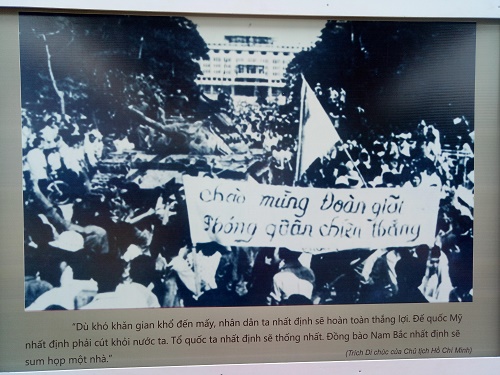 Chào mừng Đoàn giải
Phóng quân chiến thắng
"Dù khó khăn gian khổ đến mấy, nhân dân ta nhất định sẽ hoàn toàn thắng lợi. Đế quốc Mỹ
nhất định phải cút khỏi nước ta. Tổ quốc ta nhất định sẽ thống nhất. Đồng bào Nam Bắc nhất định sẽ
sum họp một nhà."
(Trích Di chúc của Chủ tịch Hồ Chí Minh)